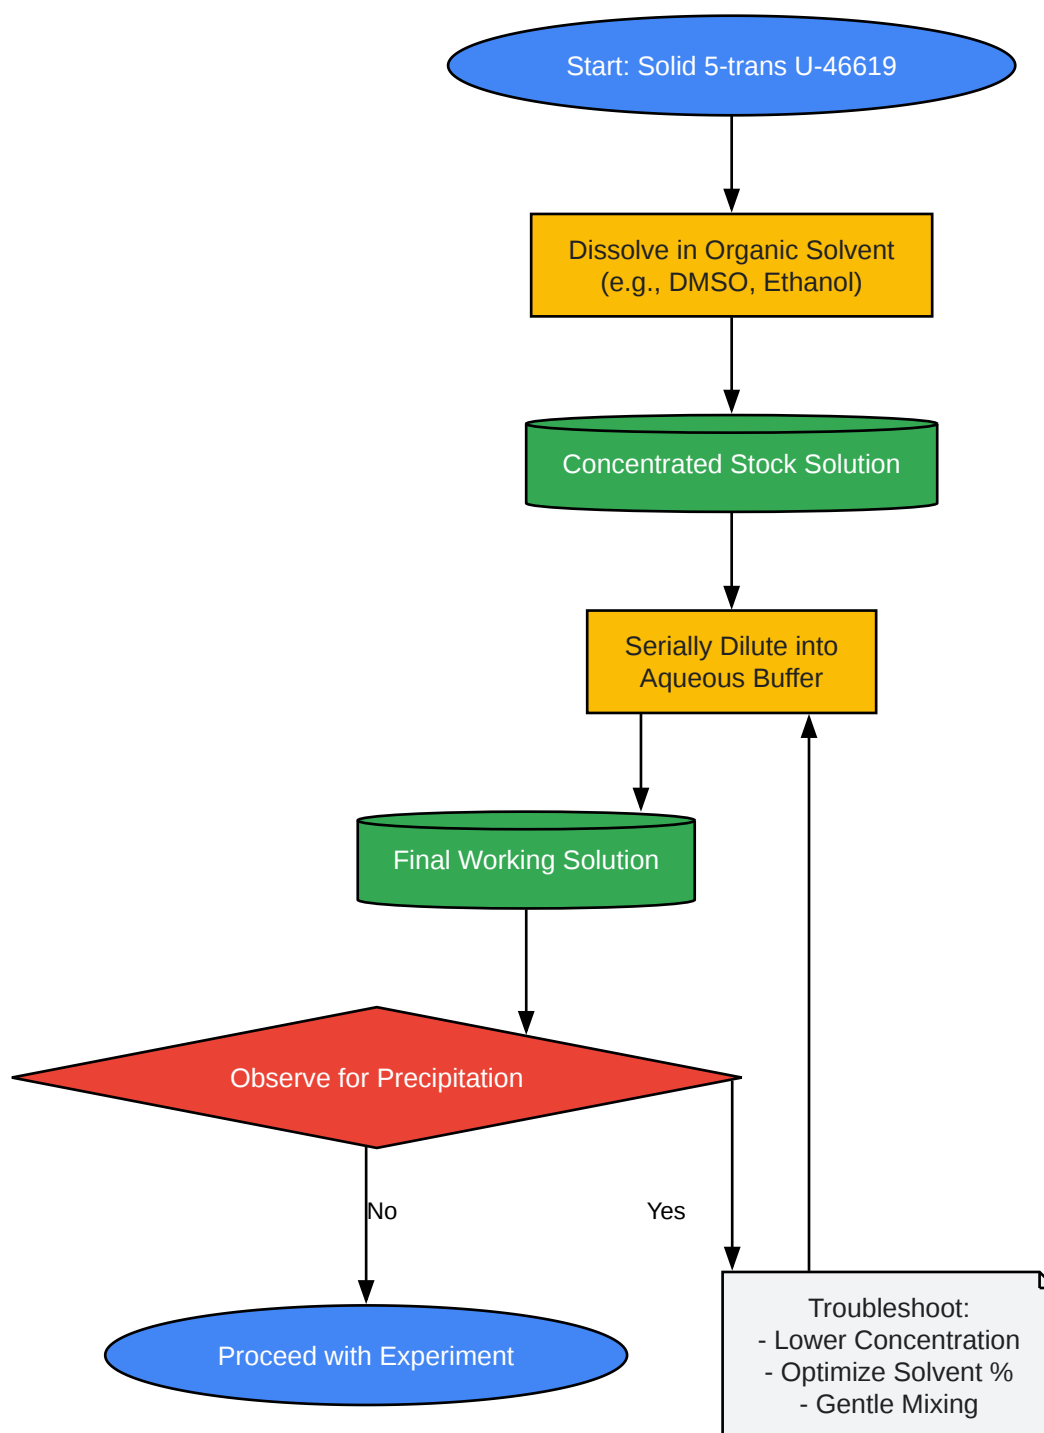 Start: Solid 5-trans U-46619
Dissolve in Organic Solvent
(e.g., DMSO, Ethanol)
Concentrated Stock Solution
Serially Dilute into
Aqueous Buffer
Final Working Solution
Observe for Precipitation
No
Yes
Proceed with Experiment
Troubleshoot:
- Lower Concentration
- Optimize Solvent %
- Gentle Mixing